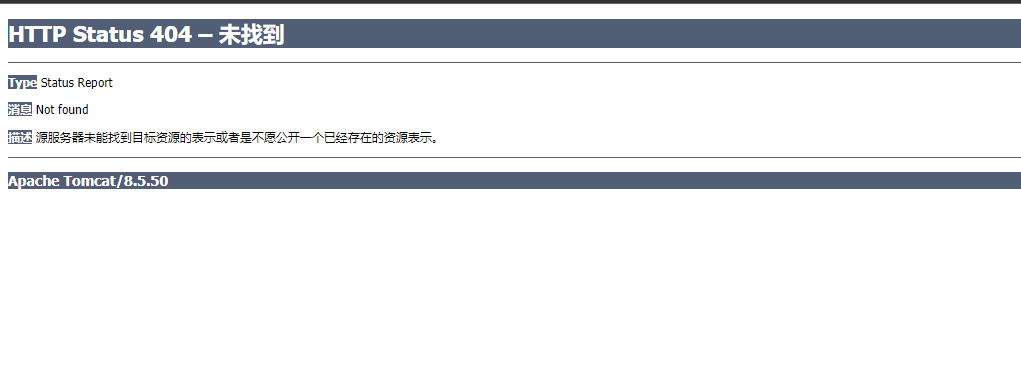 HTTP Status 404 – 未找到
Type Status Report
消息 Not found
描述 源服务器未能找到目标资源的表示或者是不愿公开一个已经存在的资源表示。
Apache Tomcat/8.5.50